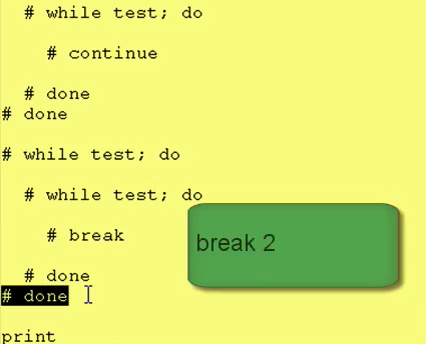 # while test; do
# continue
# done
# done
# while test; do
# while test; do
# break
break 2
# done
# done
print